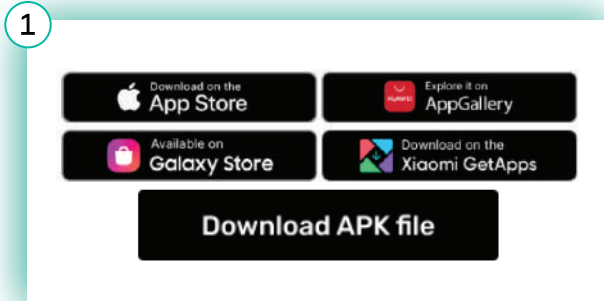 1
Download on the
App Store
HUAWEI
Explore it on
AppGallery
Available on
Galaxy Store
Download on the
Xiaomi GetApps
Download APK file